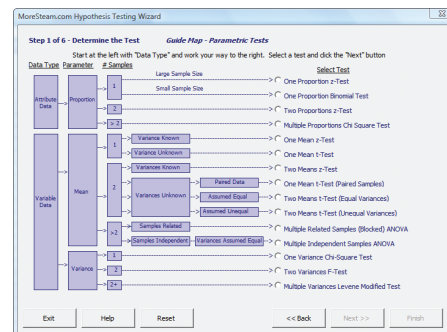 MoreSteam.com Hypothesis Testing Wizard
Step 1 of 6 - Determine the Test Guide Map - Parametric Tests
Start at the left with "Data Type" and work your way to the right. Select a test and click the "Next" button
Data Type Parameter # Samples Select Test
Attribute Data
Proportion
1
Large Sample Size
One Proportion z-Test
Small Sample Size
One Proportion Binomial Test
2
Two Proportions z-Test
> 2
Multiple Proportions Chi Square Test
Variable Data
Mean
1
Variance Known
One Mean z-Test
Variance Unknown
One Mean t-Test
2
Variances Known
Two Means z-Test
Variances Unknown
Paired Data
One Mean t-Test (Paired Samples)
Assumed Equal
Two Means t-Test (Equal Variances)
Assumed Unequal
Two Means t-Test (Unequal Variances)
>2
Samples Related
Multiple Related Samples (Blocked) ANOVA
Samples Independent
Variances Assumed Equal
Multiple Independent Samples ANOVA
Variance
1
One Variance Chi-Square Test
2
Two Variances F-Test
2+
Multiple Variances Levene Modified Test
Exit Help Reset << Back Next >> Finish